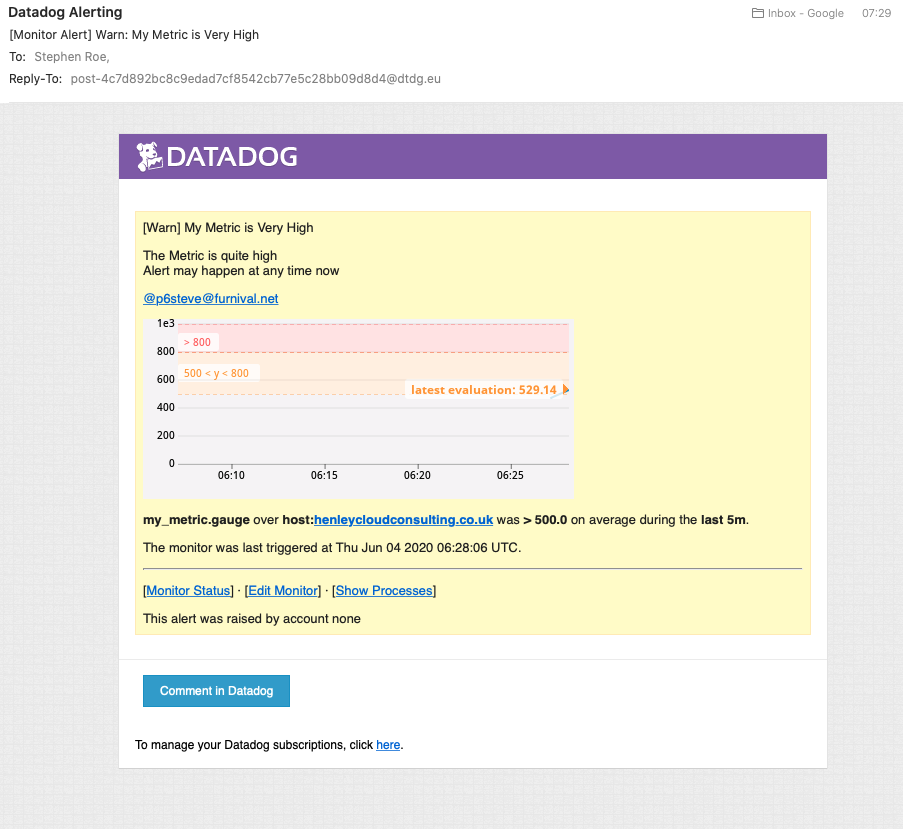 Datadog Alerting
Inbox - Google 07:29
[Monitor Alert] Warn: My Metric is Very High
To: Stephen Roe,
Reply-To: post-4c7d892bc8c9edad7cf8542cb77e5c28bb09d8d4@dtdg.eu
DATADOG
[Warn] My Metric is Very High
The Metric is quite high
Alert may happen at any time now
@p6steve@furnival.net
1e3
> 800
800
500 < y < 800
600
latest evaluation: 529.14
400
200
0
06:10 06:15 06:20 06:25
my_metric.gauge over host:henleycloudconsulting.co.uk was > 500.0 on average during the last 5m.
The monitor was last triggered at Thu Jun 04 2020 06:28:06 UTC.
[Monitor Status] · [Edit Monitor] · [Show Processes]
This alert was raised by account none
Comment in Datadog
To manage your Datadog subscriptions, click here.